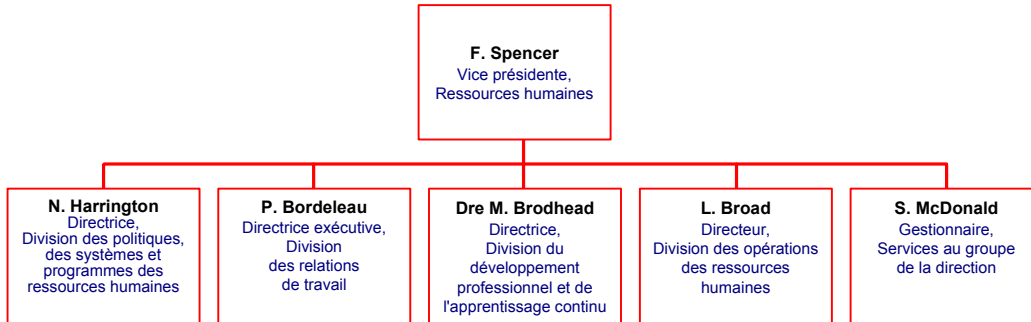 F. Spencer
Vice présidente,
Ressources humaines
N. Harrington
Directrice,
Division des politiques,
des systèmes et
programmes des
ressources humaines
P. Bordeleau
Directrice exécutive,
Division
des relations
de travail
Dre M. Brodhead
Directrice,
Division du
développement
professionnel et de
l'apprentissage continu
L. Broad
Directeur,
Division des opérations
des ressources
humaines
S. McDonald
Gestionnaire,
Services au groupe
de la direction